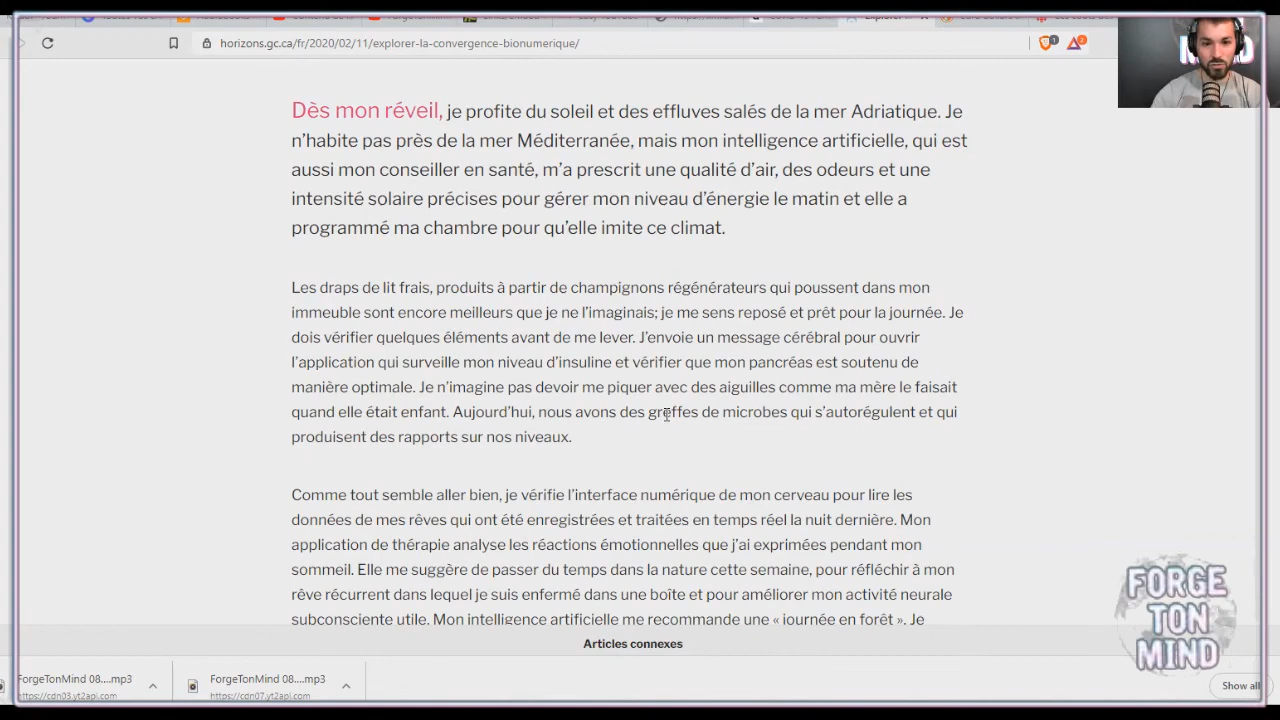 horizons.gc.ca/fr/2020/02/11/explorer-la-convergence-bionumerique/
1
2
Dès mon réveil, je profite du soleil et des effluves salés de la mer Adriatique. Je
n'habite pas près de la mer Méditerranée, mais mon intelligence artificielle, qui est
aussi mon conseiller en santé, m'a prescrit une qualité d'air, des odeurs et une
intensité solaire précises pour gérer mon niveau d'énergie le matin et elle a
programmé ma chambre pour qu'elle imite ce climat.
Les draps de lit frais, produits à partir de champignons régénérateurs qui poussent dans mon
immeuble sont encore meilleurs que je ne l'imaginais; je me sens reposé et prêt pour la journée. Je
dois vérifier quelques éléments avant de me lever. J'envoie un message cérébral pour ouvrir
l'application qui surveille mon niveau d'insuline et vérifier que mon pancréas est soutenu de
manière optimale. Je n'imagine pas devoir me piquer avec des aiguilles comme ma mère le faisait
quand elle était enfant. Aujourd'hui, nous avons des greffes de microbes qui s'autorégulent et qui
produisent des rapports sur nos niveaux.
Comme tout semble aller bien, je vérifie l'interface numérique de mon cerveau pour lire les
données de mes rêves qui ont été enregistrées et traitées en temps réel la nuit dernière. Mon
application de thérapie analyse les réactions émotionnelles que j'ai exprimées pendant mon
sommeil. Elle me suggère de passer du temps dans la nature cette semaine, pour réfléchir à mon
rêve récurrent dans lequel je suis enfermé dans une boîte et pour améliorer mon activité neurale
subconsciente utile. Mon intelligence artificielle me recommande une « journée en forêt ». Je
Articles connexes
ForgeTonMind 08....mp3
https://cdn03.yt2api.com
ForgeTonMind 08....mp3
https://cdn07.yt2api.com
Show all
FORGE
TON
MIND